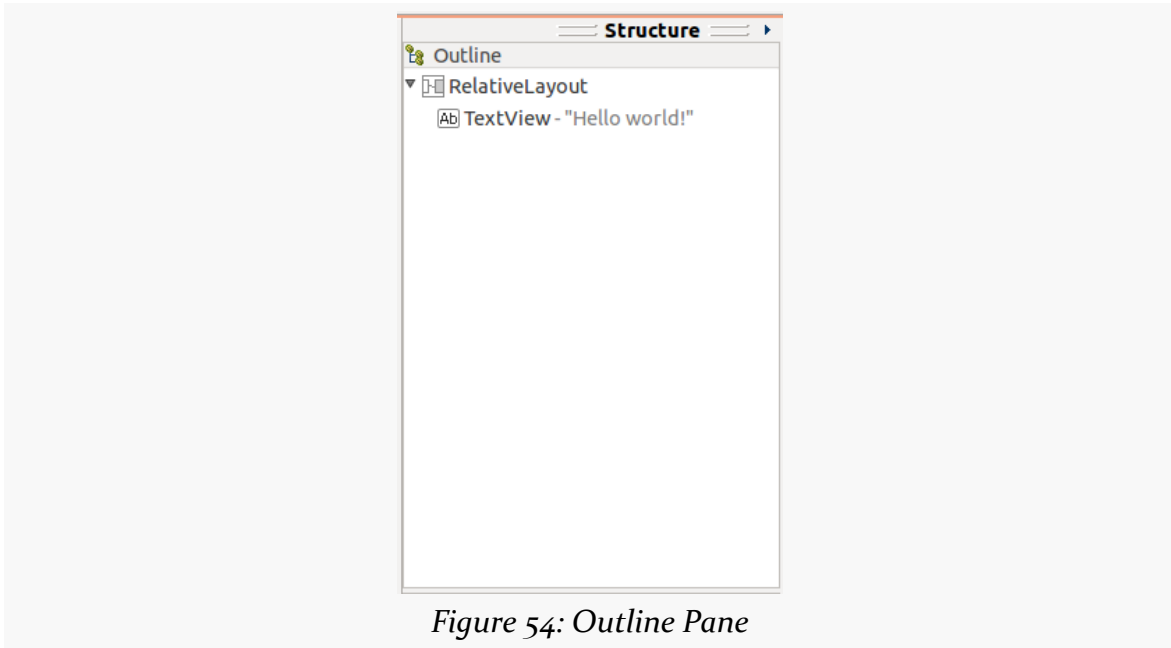 Structure
Outline
RelativeLayout
Ab TextView - "Hello world!"
Figure 54: Outline Pane